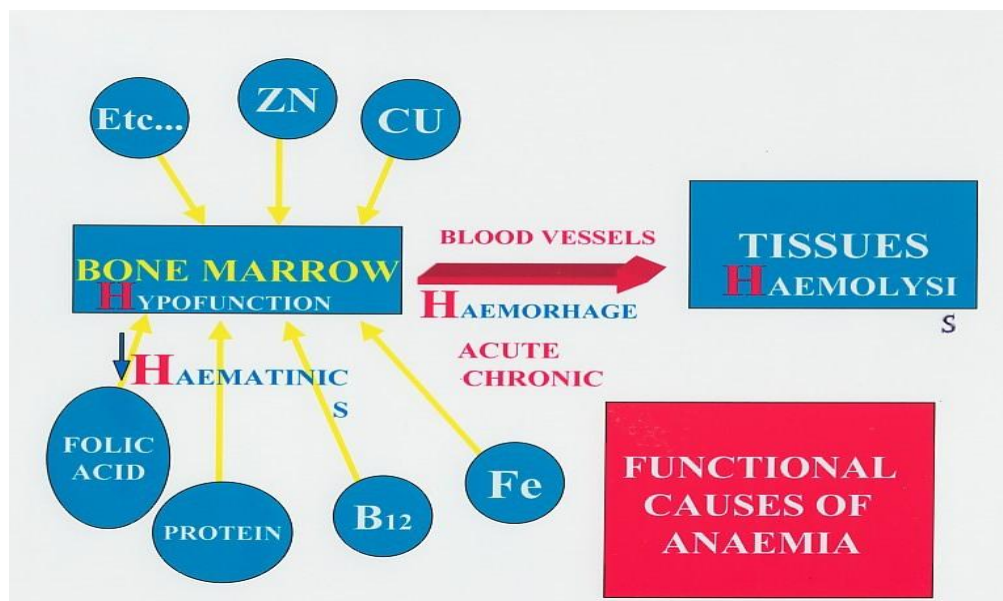 Etc...
ZN
CU
BONE MARROW
HYPOFUNCTION
BLOOD VESSELS
HAEMORHAGE
ACUTE
CHRONIC
TISSUES
HAEMOLYSI
S
HAEMATINIC
S
FOLIC
ACID
PROTEIN
B12
Fe
FUNCTIONAL
CAUSES OF
ANAEMIA